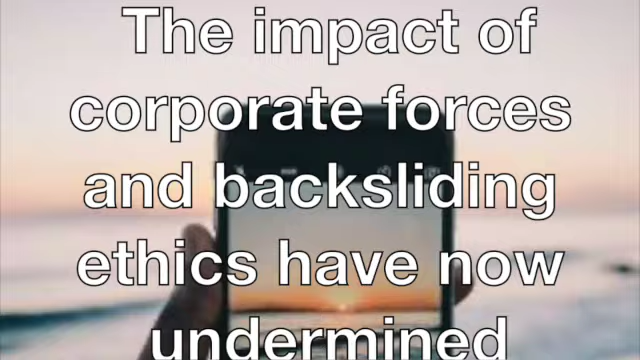 The impact of
corporate forces
and backsliding
ethics have now
undermined